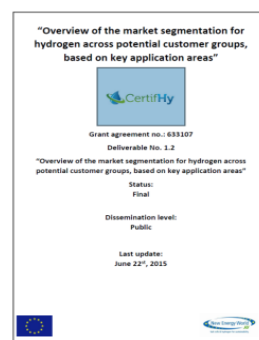 “Overview of the market segmentation for
hydrogen across potential customer groups,
based on key application areas”
CertifHy
Grant agreement no.: 633107
Deliverable No. 1.2
“Overview of the market segmentation for hydrogen across
potential customer groups, based on key application areas”
Status:
Final
Dissemination level:
Public
Last update:
June 22nd, 2015
New Energy World